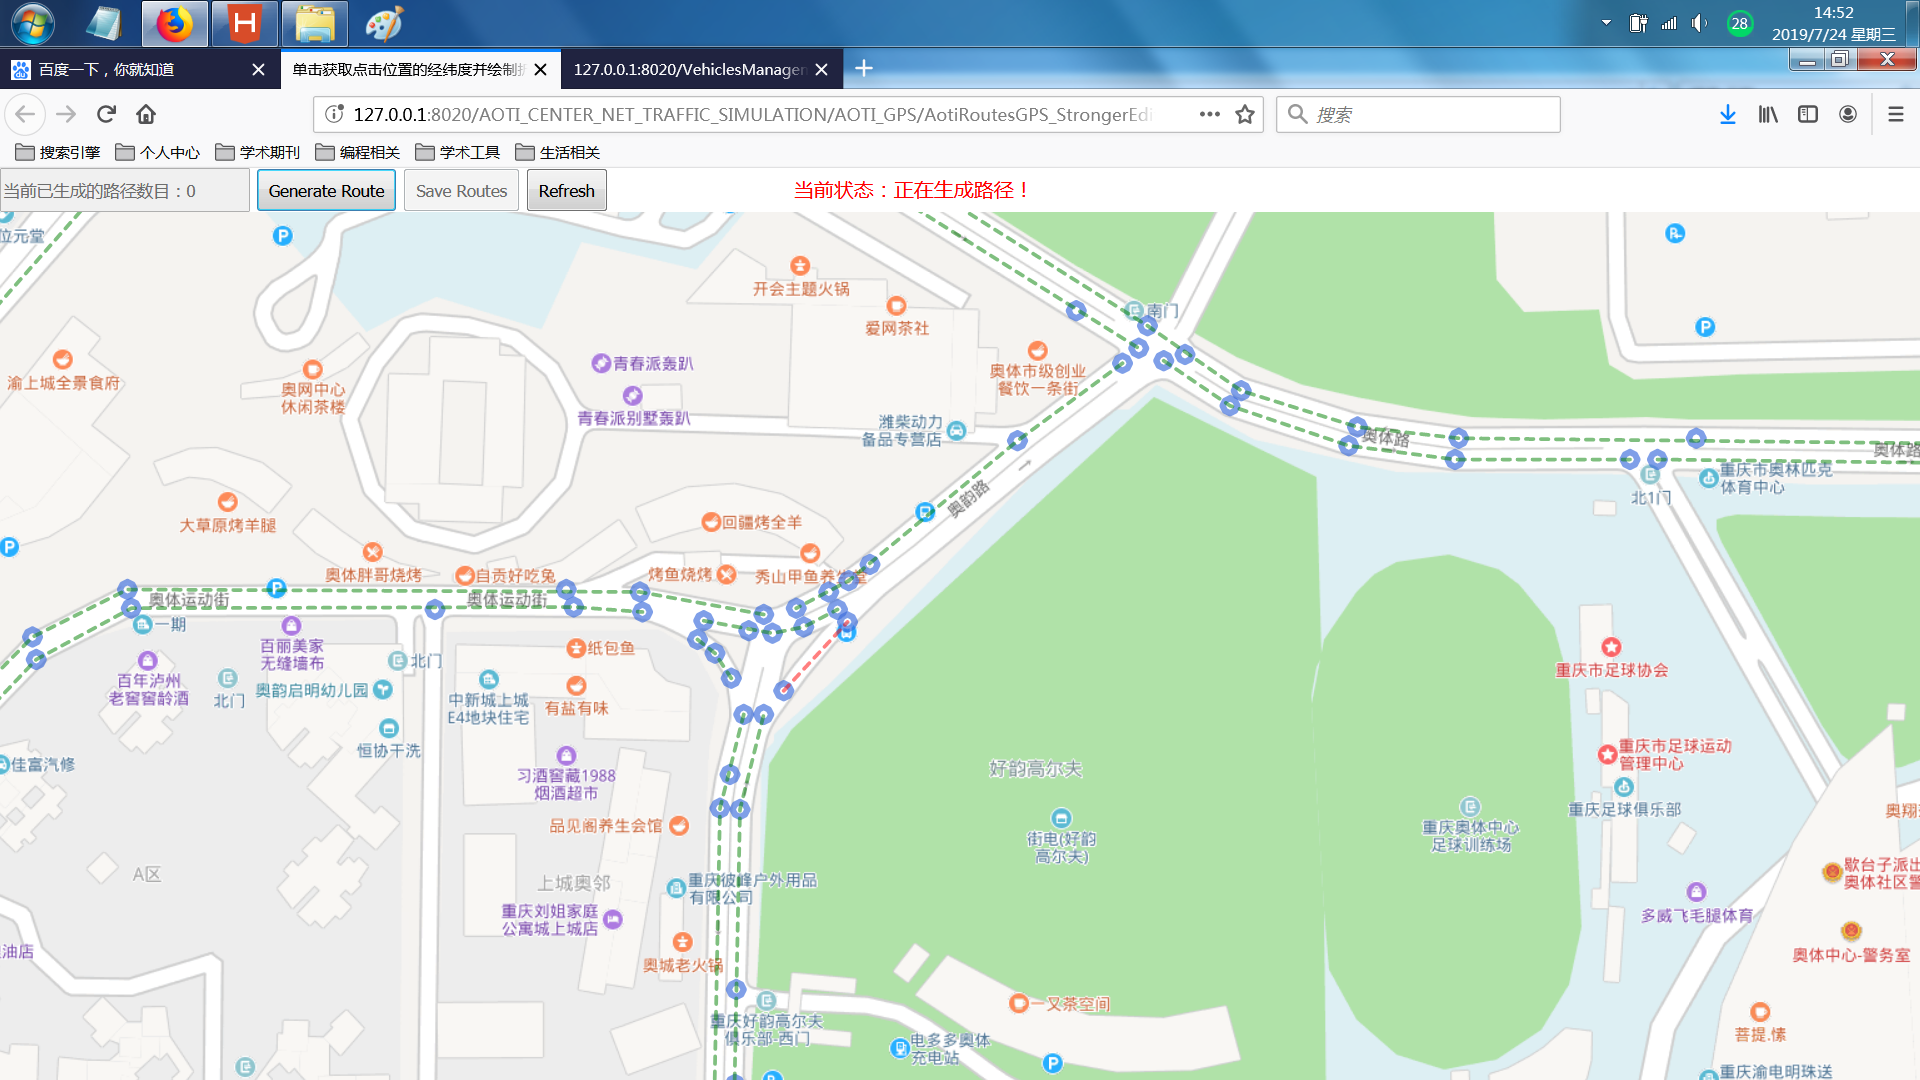 14:52
28
2019/7/24 星期三
百度一下，你就知道
单击获取点击位置的经纬度并绘制
127.0.0.1:8020/VehiclesManage
127.0.0.1:8020/AOTI_CENTER_NET_TRAFFIC_SIMULATION/AOTI_GPS/AotiRoutesGPS_StrongerEdi
搜索
搜索引擎
个人中心
学术期刊
编程相关
学术工具
生活相关
当前已生成的路径数目：0
Generate Route
Save Routes
Refresh
当前状态：正在生成路径！
位元堂
开会主题火锅
南门
爱网茶社
青春派轰趴
奥体市级创业
餐饮一条街
渝上城全景食府
奥网中心
休闲茶楼
青春派别墅轰趴
潍柴动力
备品专营店
奥体路
奥体路
重庆市奥林匹克
体育中心
北1门
奥韵路
大草原烤羊腿
回疆烤全羊
奥体胖哥烧烤
自贡好吃兔
烤鱼烧烤
秀山甲鱼养生堂
奥体运动街
奥体运动街
一期
百丽美家
无缝墙布
北门
纸包鱼
重庆市足球协会
百年泸州
老窖窖龄酒
北门
奥韵启明幼儿园
中新城上城
E4地块住宅
有盐有味
恒协干洗
佳富汽修
好韵高尔夫
重庆市足球运动
管理中心
习酒窖藏1988
烟酒超市
重庆足球俱乐部
品见阁养生会馆
街电(好韵
高尔夫)
重庆奥体中心
足球训练场
奥翔
A区
上城奥邻
重庆彼峰户外用品
有限公司
歇台子派出
奥体社区警
重庆刘姐家庭
公寓城上城店
多威飞毛腿体育
油店
奥城老火锅
奥体中心-警务室
一又茶空间
重庆好韵高尔夫
俱乐部-西门
电多多奥体
充电站
菩提.愫
重庆渝电明珠送